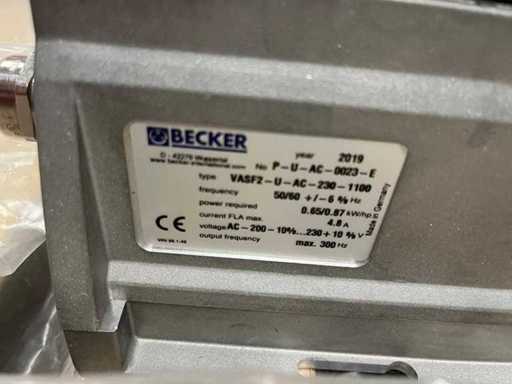 BECKER
year 2019
D - 42279 Wuppertal
www.becker-international.com
No P-U-AC-0023-E
type VASF2-U-AC-230-1100
frequency 50/60 +/-6 % Hz
power required 0.65/0.87 kW/hp
current FLA max. 4.8 A
voltage AC-200-10%...230+10 % V
output frequency max. 300 Hz
CE
Made in Germany